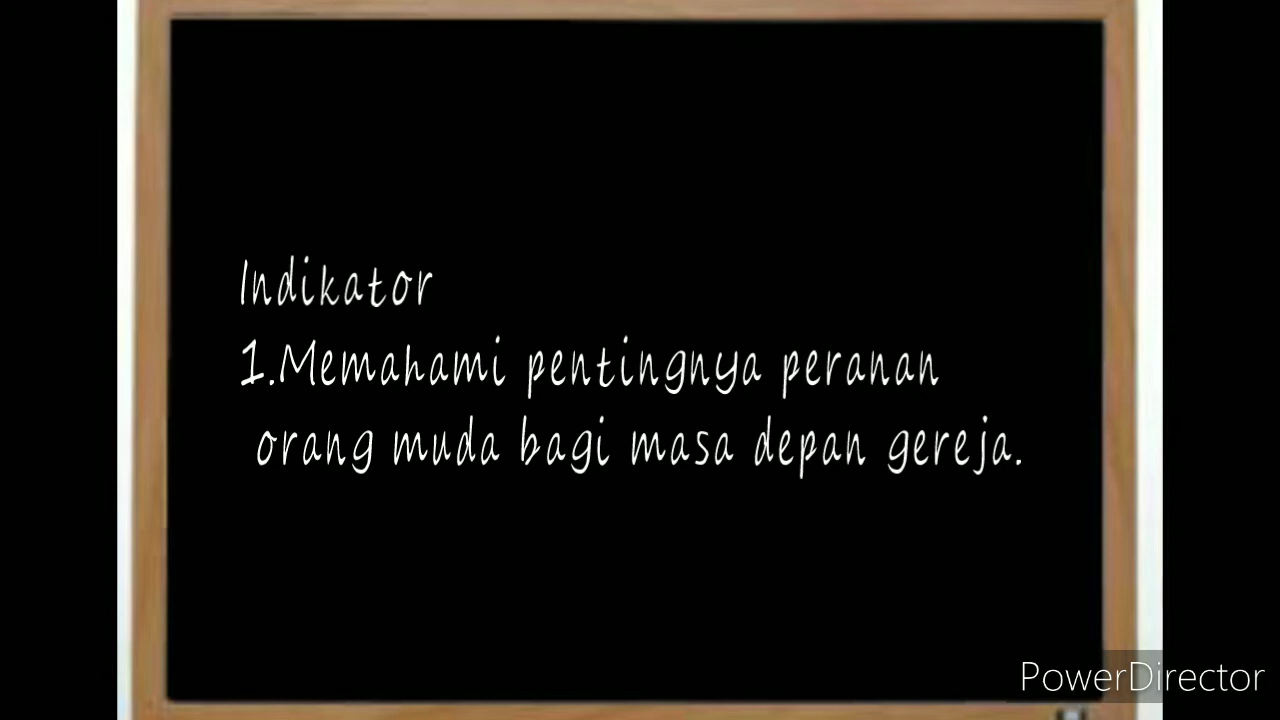 Indikator
1.Memahami pentingnya peranan
orang muda bagi masa depan gereja.
PowerDirector